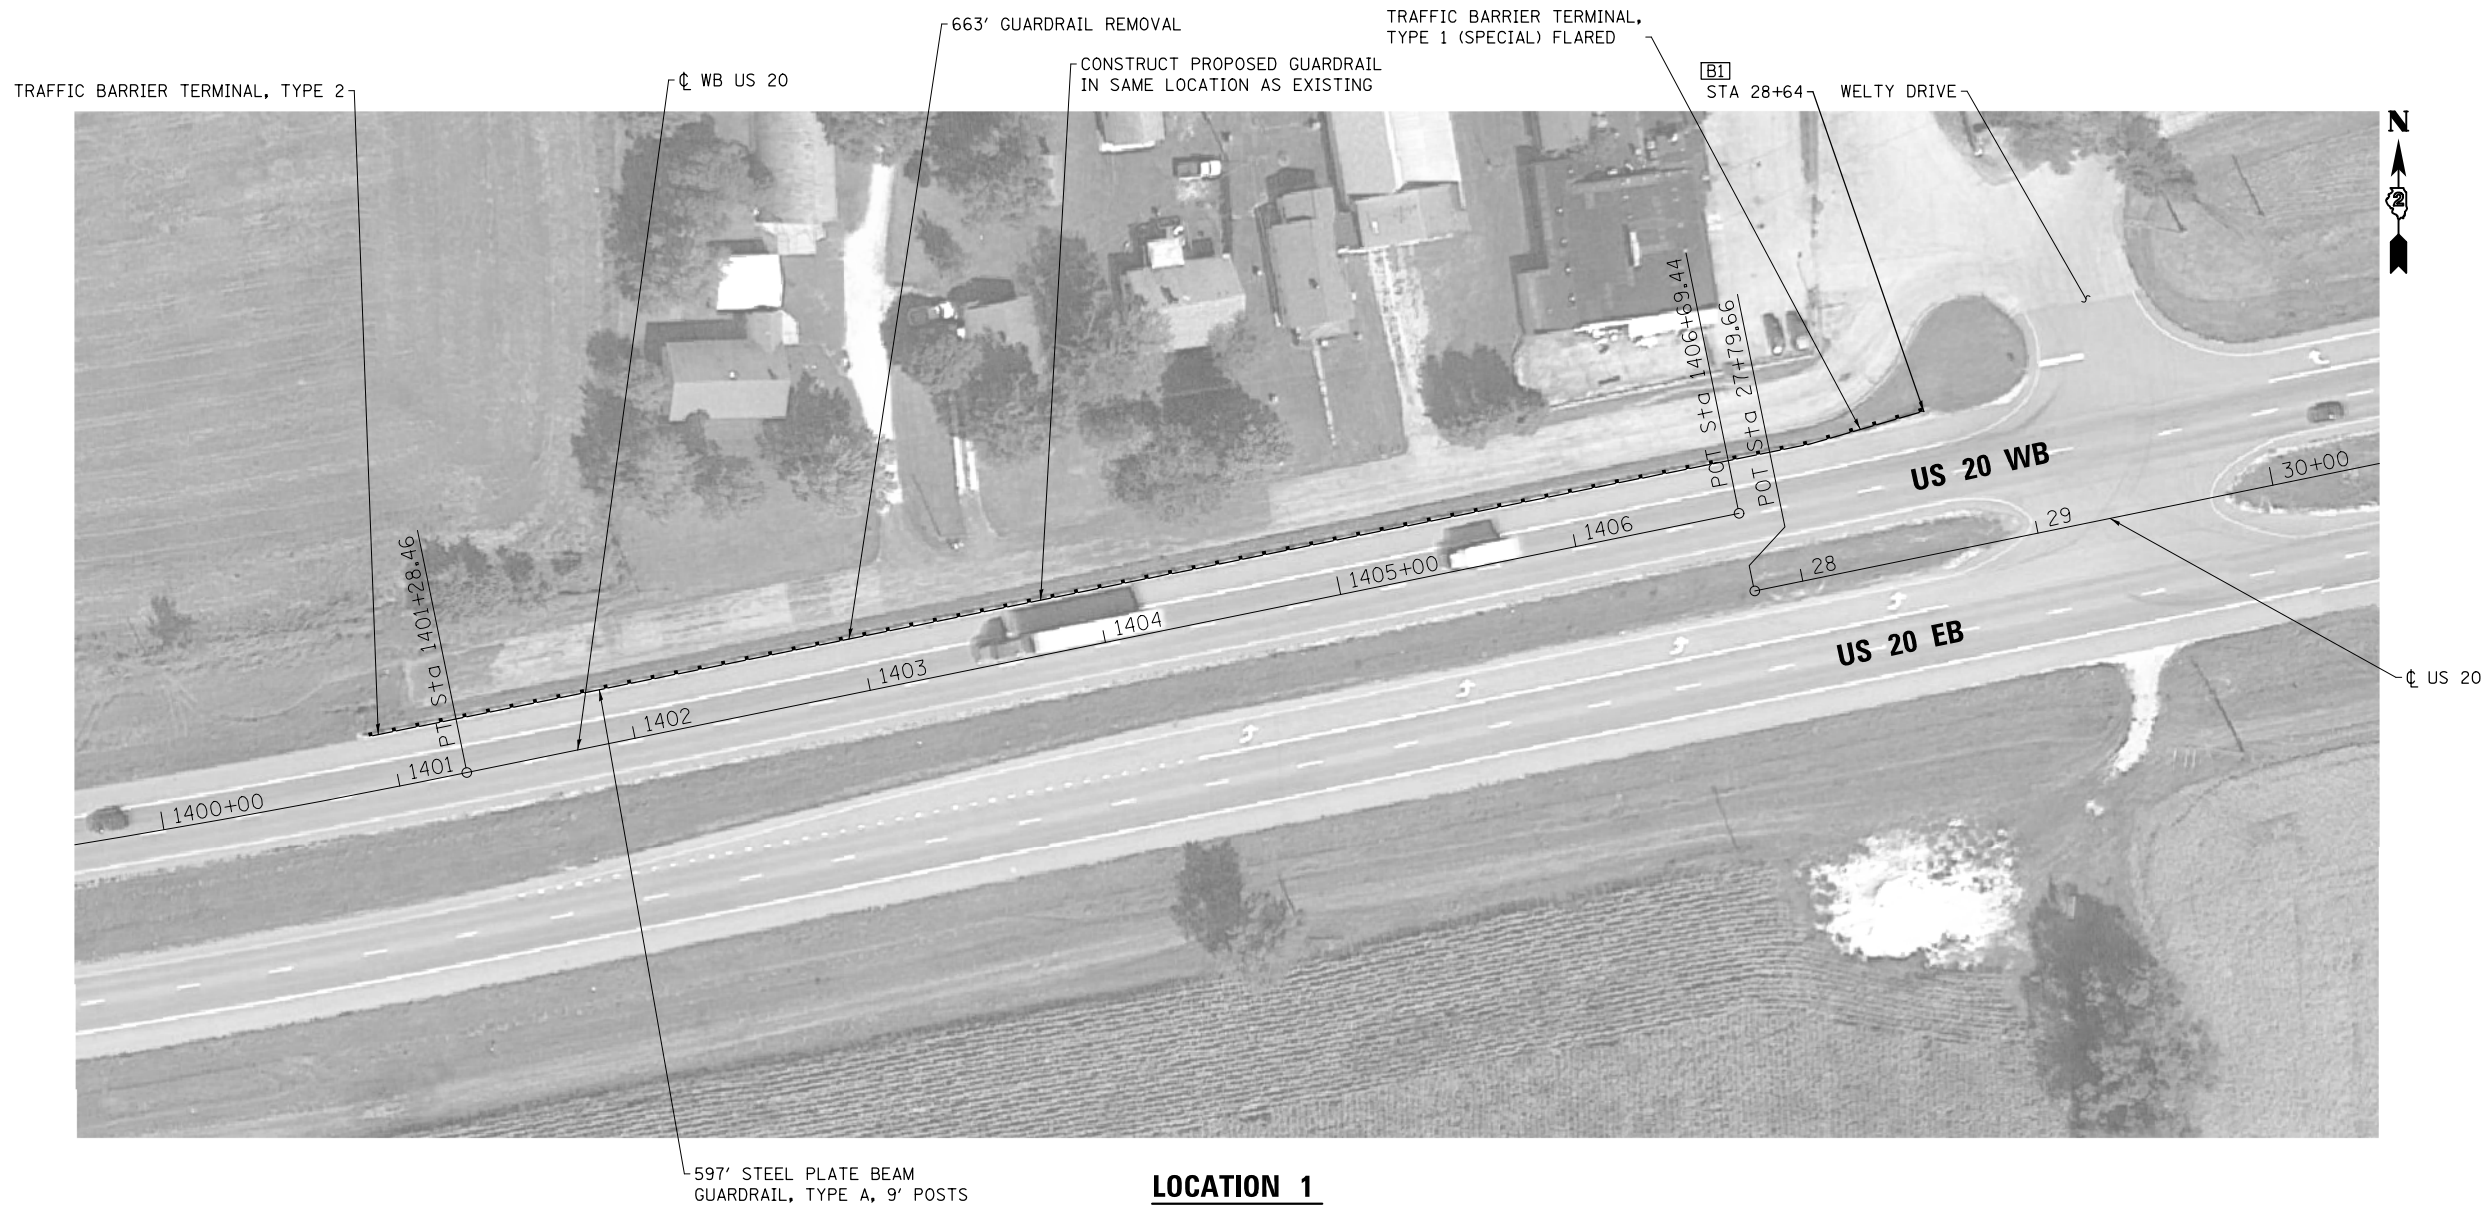 663' GUARDRAIL REMOVAL
TRAFFIC BARRIER TERMINAL,
TYPE 1 (SPECIAL) FLARED
CONSTRUCT PROPOSED GUARDRAIL
IN SAME LOCATION AS EXISTING
℄ WB US 20
TRAFFIC BARRIER TERMINAL, TYPE 2
B1
STA 28+64
WELTY DRIVE
N
2
POT Sta 1406+69.44
POT Sta 27+79.66
PT Sta 1401+28.46
US 20 WB
30+00
29
28
1406
1405+00
1404
1403
1402
1401
1400+00
US 20 EB
℄ US 20
597' STEEL PLATE BEAM
GUARDRAIL, TYPE A, 9' POSTS
LOCATION 1